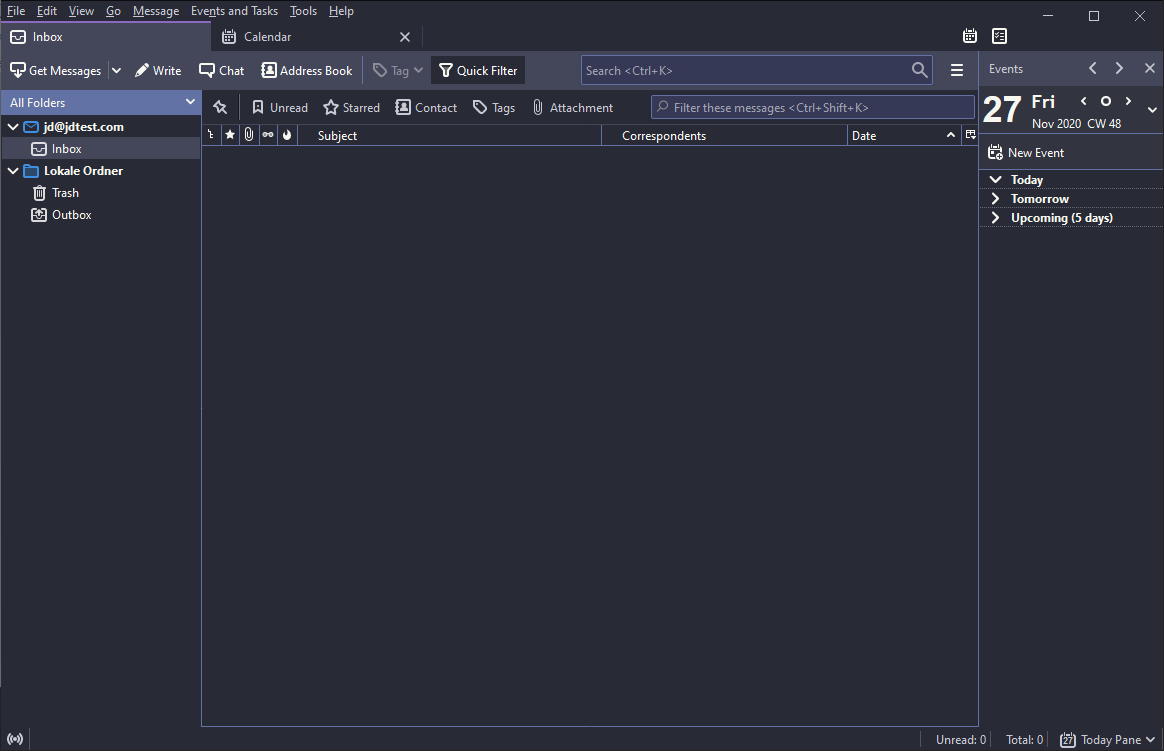 File Edit View Go Message Events and Tasks Tools Help
Inbox Calendar
Get Messages Write Chat Address Book Tag Quick Filter Search <Ctrl+K> Events
All Folders
jd@jdtest.com
Inbox
Lokale Ordner
Trash
Outbox
Unread Starred Contact Tags Attachment Filter these messages <Ctrl+Shift+K>
Subject Correspondents Date
27 Fri
Nov 2020 CW 48
New Event
Today
Tomorrow
Upcoming (5 days)
Unread: 0 Total: 0 27 Today Pane